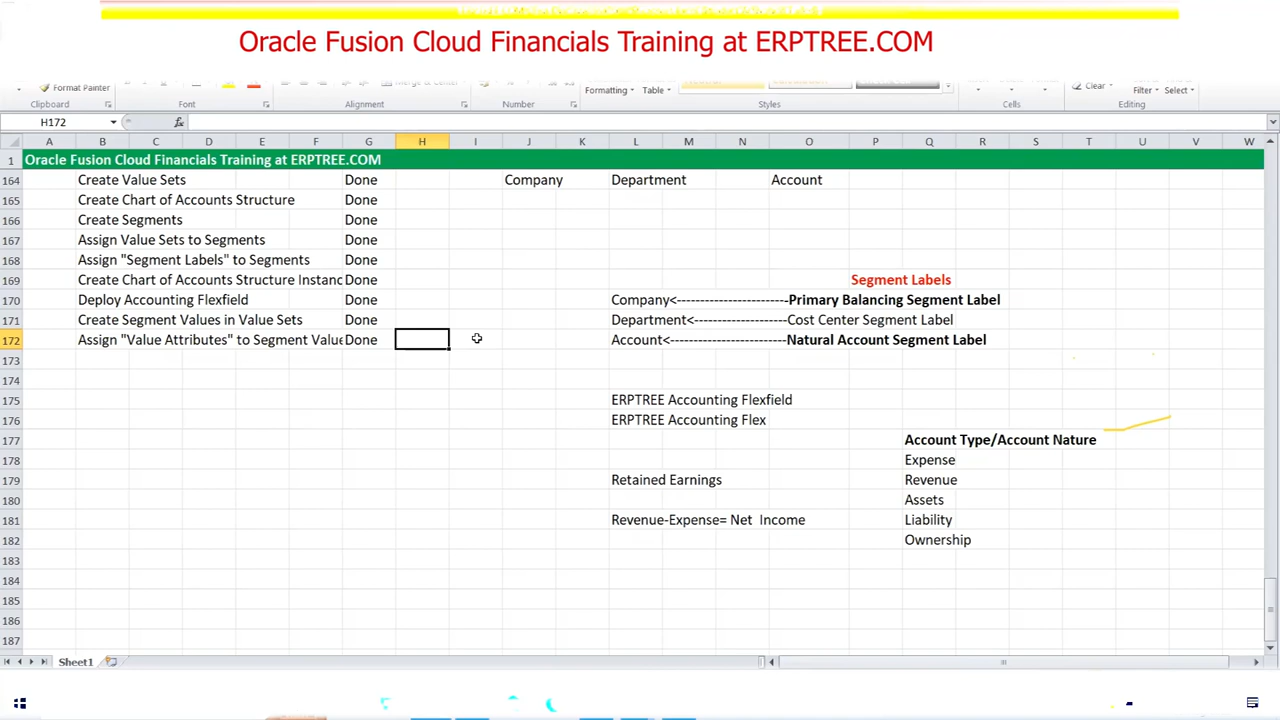 Oracle Fusion Cloud Financials Training at ERPTREE.COM
Format Painter Merge & Center Formatting Table Clear Filter Select
Clipboard Font Alignment Number Styles Cells Editing
H172 fx
A B C D E F G H I J K L M N O P Q R S T U V W
1 Oracle Fusion Cloud Financials Training at ERPTREE.COM
164 Create Value Sets Done Company Department Account
165 Create Chart of Accounts Structure Done
166 Create Segments Done
167 Assign Value Sets to Segments Done
168 Assign "Segment Labels" to Segments Done
169 Create Chart of Accounts Structure Instanc Done Segment Labels
170 Deploy Accounting Flexfield Done Company<------------------------Primary Balancing Segment Label
171 Create Segment Values in Value Sets Done Department<--------------------Cost Center Segment Label
172 Assign "Value Attributes" to Segment Value Done Account<-------------------------Natural Account Segment Label
173
174
175 ERPTREE Accounting Flexfield
176 ERPTREE Accounting Flex
177 Account Type/Account Nature
178 Expense
179 Retained Earnings Revenue
180 Assets
181 Revenue-Expense= Net Income Liability
182 Ownership
183
184
185
186
187
Sheet1